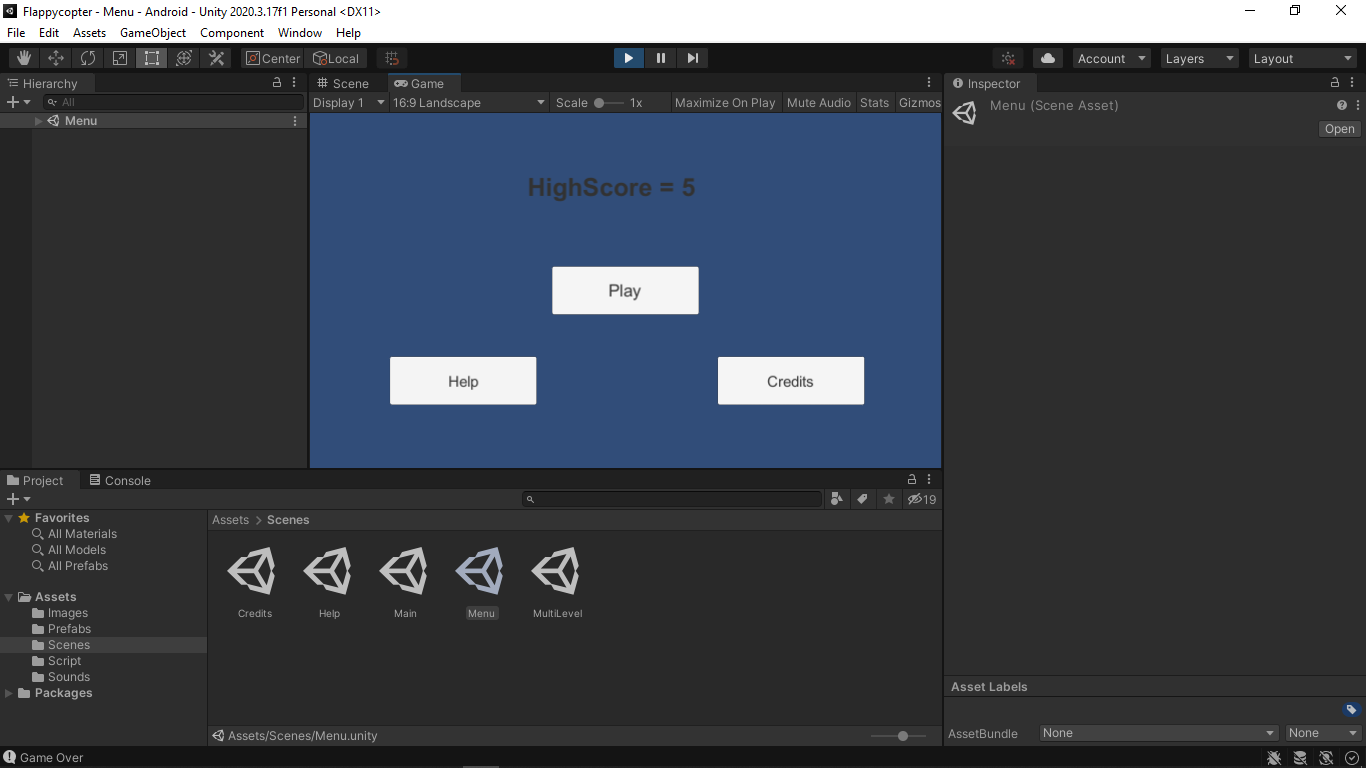 Flappycopter - Menu - Android - Unity 2020.3.17f1 Personal <DX11>
File Edit Assets GameObject Component Window Help
Center Local Account Layers Layout
Hierarchy
All
Menu
Scene Game
Display 1 16:9 Landscape Scale 1x Maximize On Play Mute Audio Stats Gizmos
HighScore = 5
Play
Help Credits
Inspector
Menu (Scene Asset)
Open
Project Console
19
Favorites
All Materials
All Models
All Prefabs
Assets
Images
Prefabs
Scenes
Script
Sounds
Packages
Assets > Scenes
Credits Help Main Menu MultiLevel
Assets/Scenes/Menu.unity
Asset Labels
AssetBundle None None
Game Over